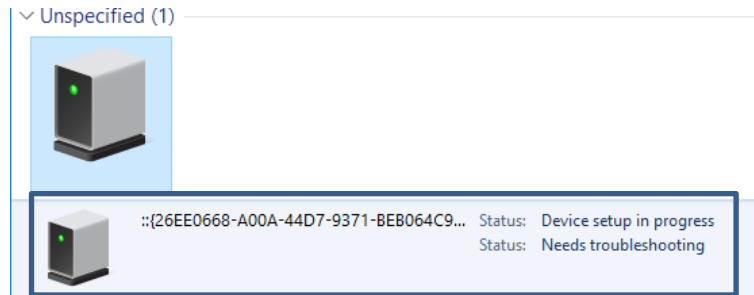 Unspecified (1)
::{26EE0668-A00A-44D7-9371-BEB064C9... Status: Device setup in progress
Status: Needs troubleshooting